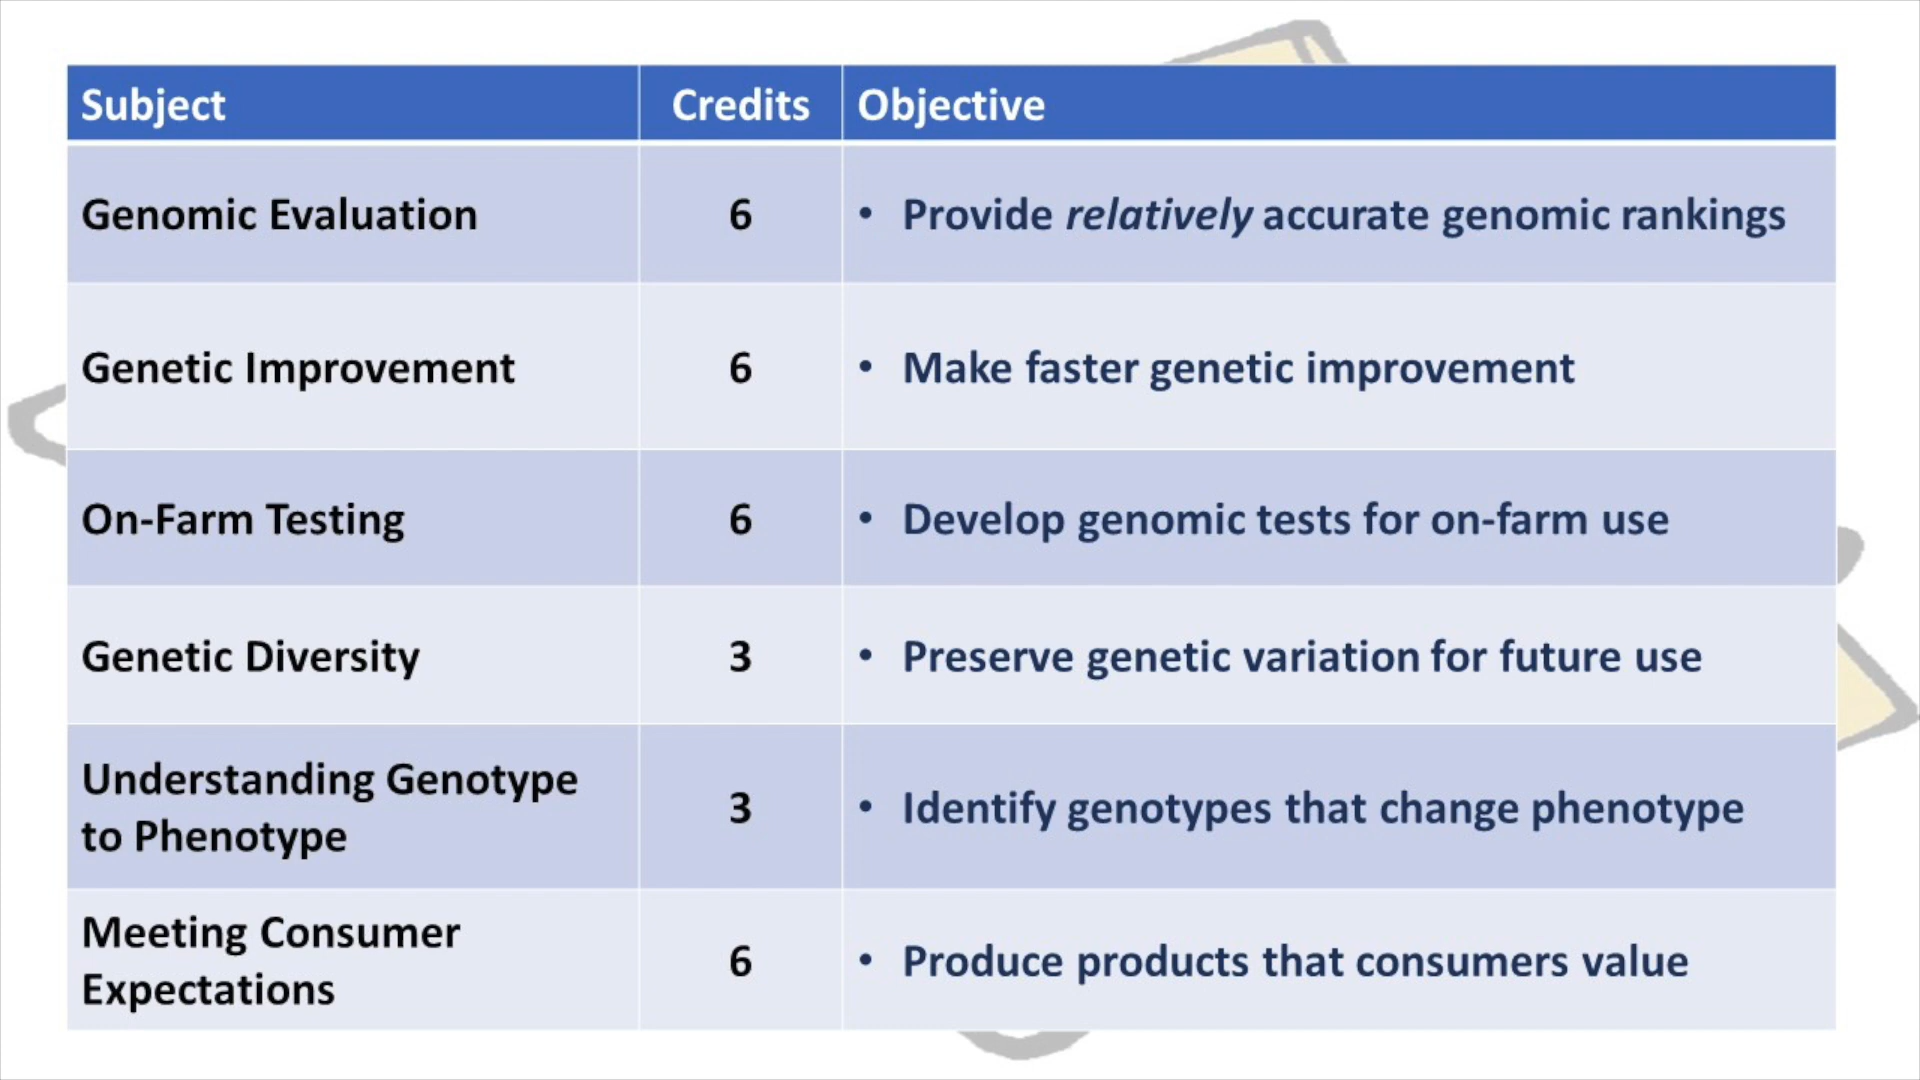 Subject Credits Objective
Genomic Evaluation 6 • Provide relatively accurate genomic rankings
Genetic Improvement 6 • Make faster genetic improvement
On-Farm Testing 6 • Develop genomic tests for on-farm use
Genetic Diversity 3 • Preserve genetic variation for future use
Understanding Genotype
to Phenotype 3 • Identify genotypes that change phenotype
Meeting Consumer
Expectations 6 • Produce products that consumers value